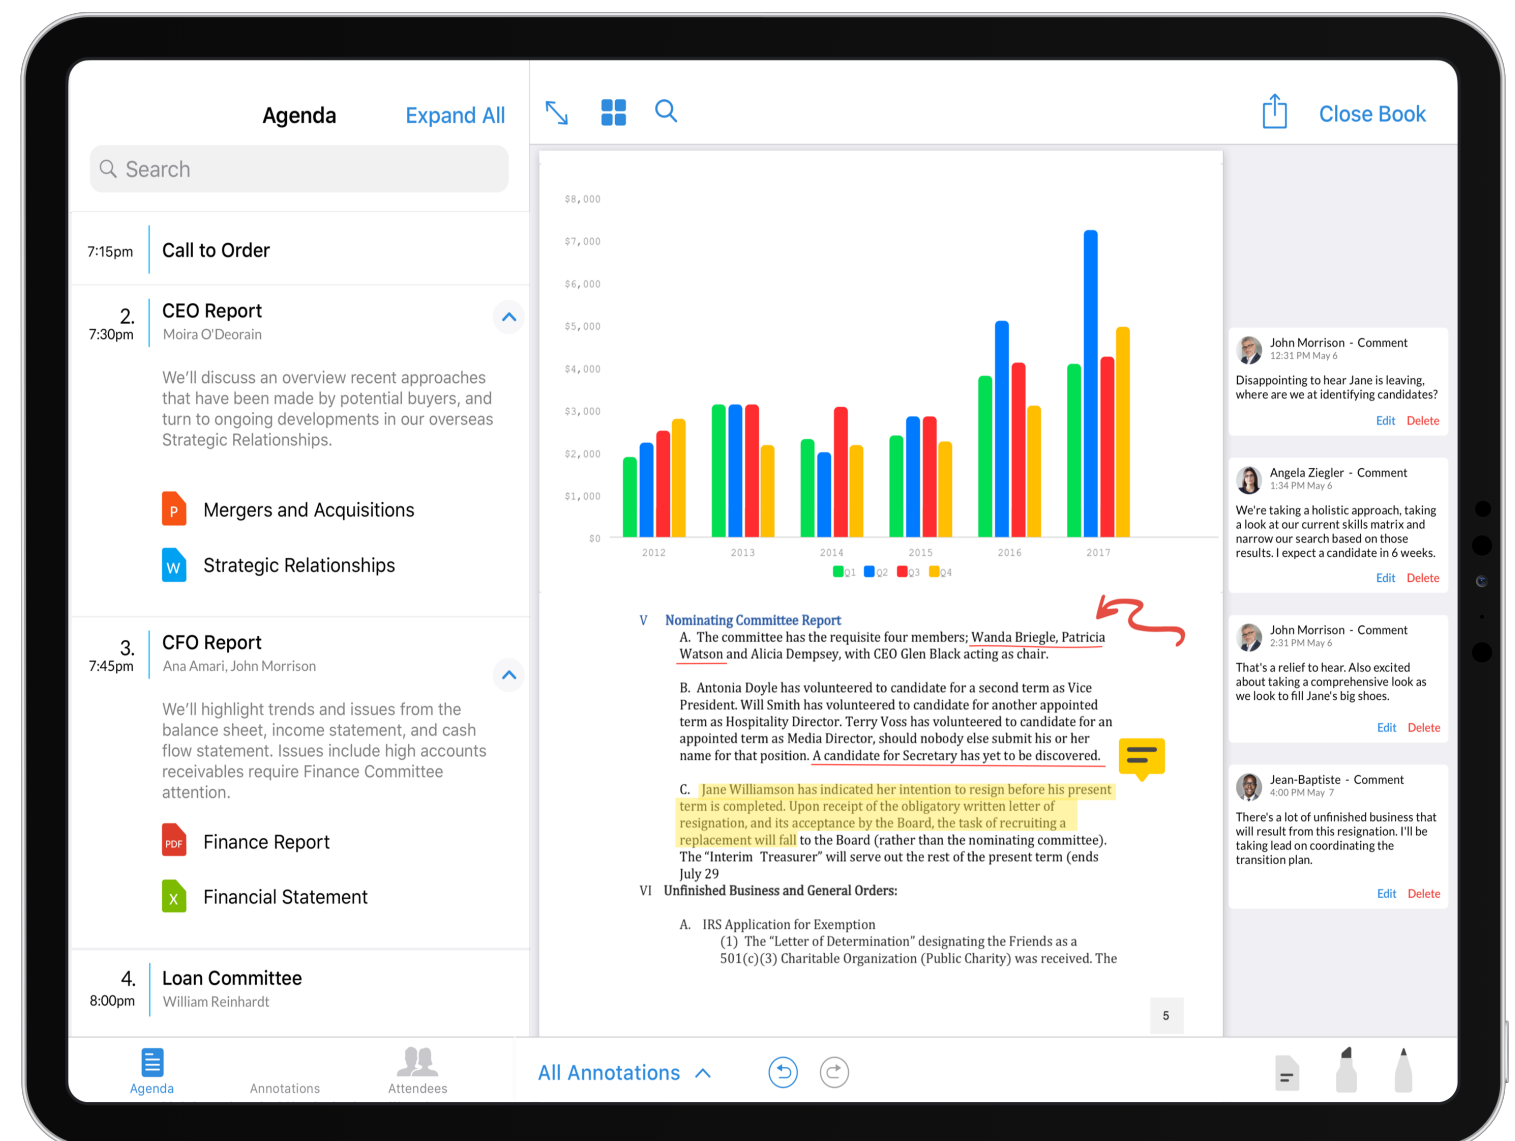 Agenda
Expand All
Search
7:15pm
Call to Order
2.
7:30pm
CEO Report
Moira O'Deorain
We'll discuss an overview recent approaches
that have been made by potential buyers, and
turn to ongoing developments in our overseas
Strategic Relationships.
P
Mergers and Acquisitions
W
Strategic Relationships
3.
7:45pm
CFO Report
Ana Amari, John Morrison
We'll highlight trends and issues from the
balance sheet, income statement, and cash
flow statement. Issues include high accounts
receivables require Finance Committee
attention.
PDF
Finance Report
X
Financial Statement
4.
8:00pm
Loan Committee
William Reinhardt
Agenda
Annotations
Attendees
Close Book
$8,000
$7,000
$6,000
$5,000
$4,000
$3,000
$2,000
$1,000
$0
2012 2013 2014 2015 2016 2017
Q1 Q2 Q3 Q4
V Nominating Committee Report
A. The committee has the requisite four members; Wanda Briegle, Patricia
Watson and Alicia Dempsey, with CEO Glen Black acting as chair.
B. Antonia Doyle has volunteered to candidate for a second term as Vice
President. Will Smith has volunteered to candidate for another appointed
term as Hospitality Director. Terry Voss has volunteered to candidate for an
appointed term as Media Director, should nobody else submit his or her
name for that position. A candidate for Secretary has yet to be discovered.
C. Jane Williamson has indicated her intention to resign before his present
term is completed. Upon receipt of the obligatory written letter of
resignation, and its acceptance by the Board, the task of recruiting a
replacement will fall to the Board (rather than the nominating committee).
The "Interim Treasurer" will serve out the rest of the present term (ends
July 29
VI Unfinished Business and General Orders:
A. IRS Application for Exemption
(1) The "Letter of Determination" designating the Friends as a
501(c)(3) Charitable Organization (Public Charity) was received. The
5
All Annotations
John Morrison - Comment
12:31 PM May 6
Disappointing to hear Jane is leaving,
where are we at identifying candidates?
Edit Delete
Angela Ziegler - Comment
1:34 PM May 6
We're taking a holistic approach, taking
a look at our current skills matrix and
narrow our search based on those
results. I expect a candidate in 6 weeks.
Edit Delete
John Morrison - Comment
2:31 PM May 6
That's a relief to hear. Also excited
about taking a comprehensive look as
we look to fill Jane's big shoes.
Edit Delete
Jean-Baptiste - Comment
4:00 PM May 7
There's a lot of unfinished business that
will result from this resignation. I'll be
taking lead on coordinating the
transition plan.
Edit Delete